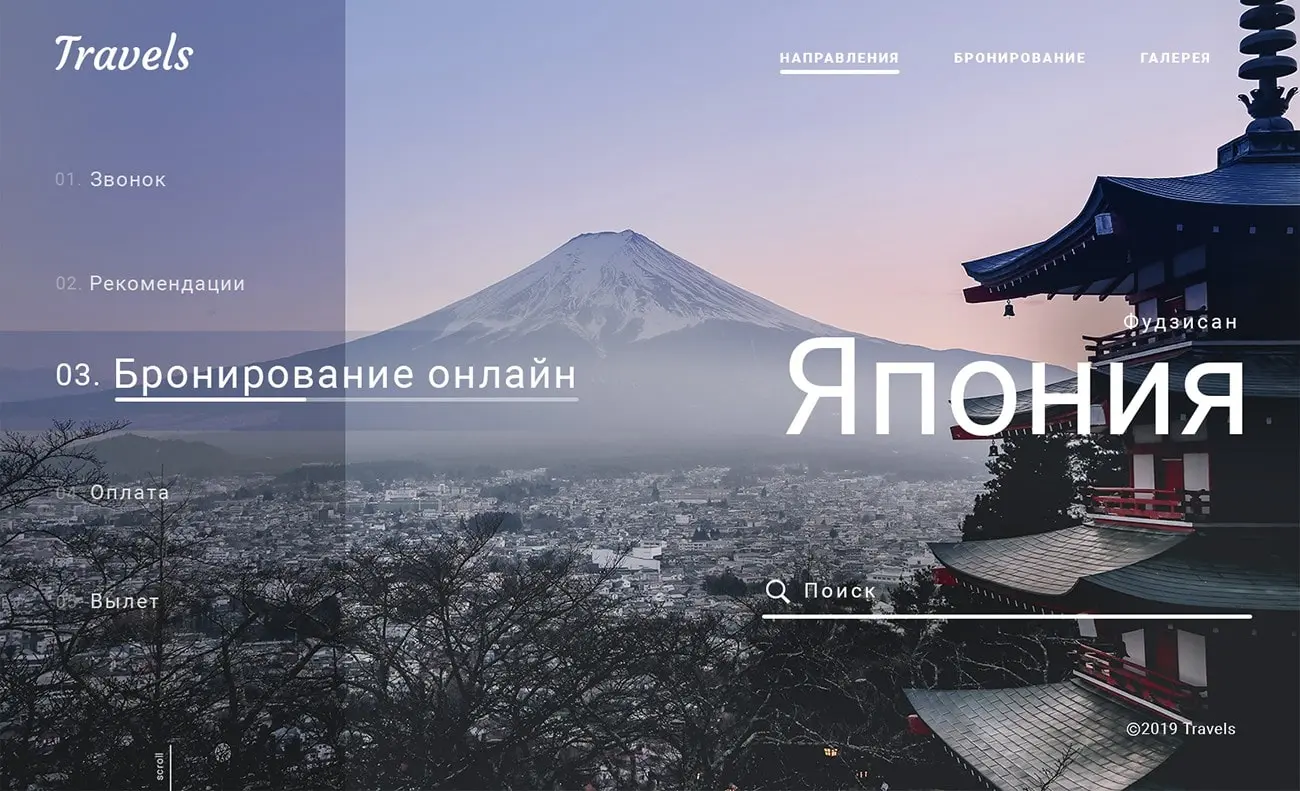 Travels
НАПРАВЛЕНИЯ
БРОНИРОВАНИЕ
ГАЛЕРЕЯ
01. Звонок
02. Рекомендации
03. Бронирование онлайн
04. Оплата
05. Вылет
Фудзисан
Япония
Поиск
©2019 Travels
scroll